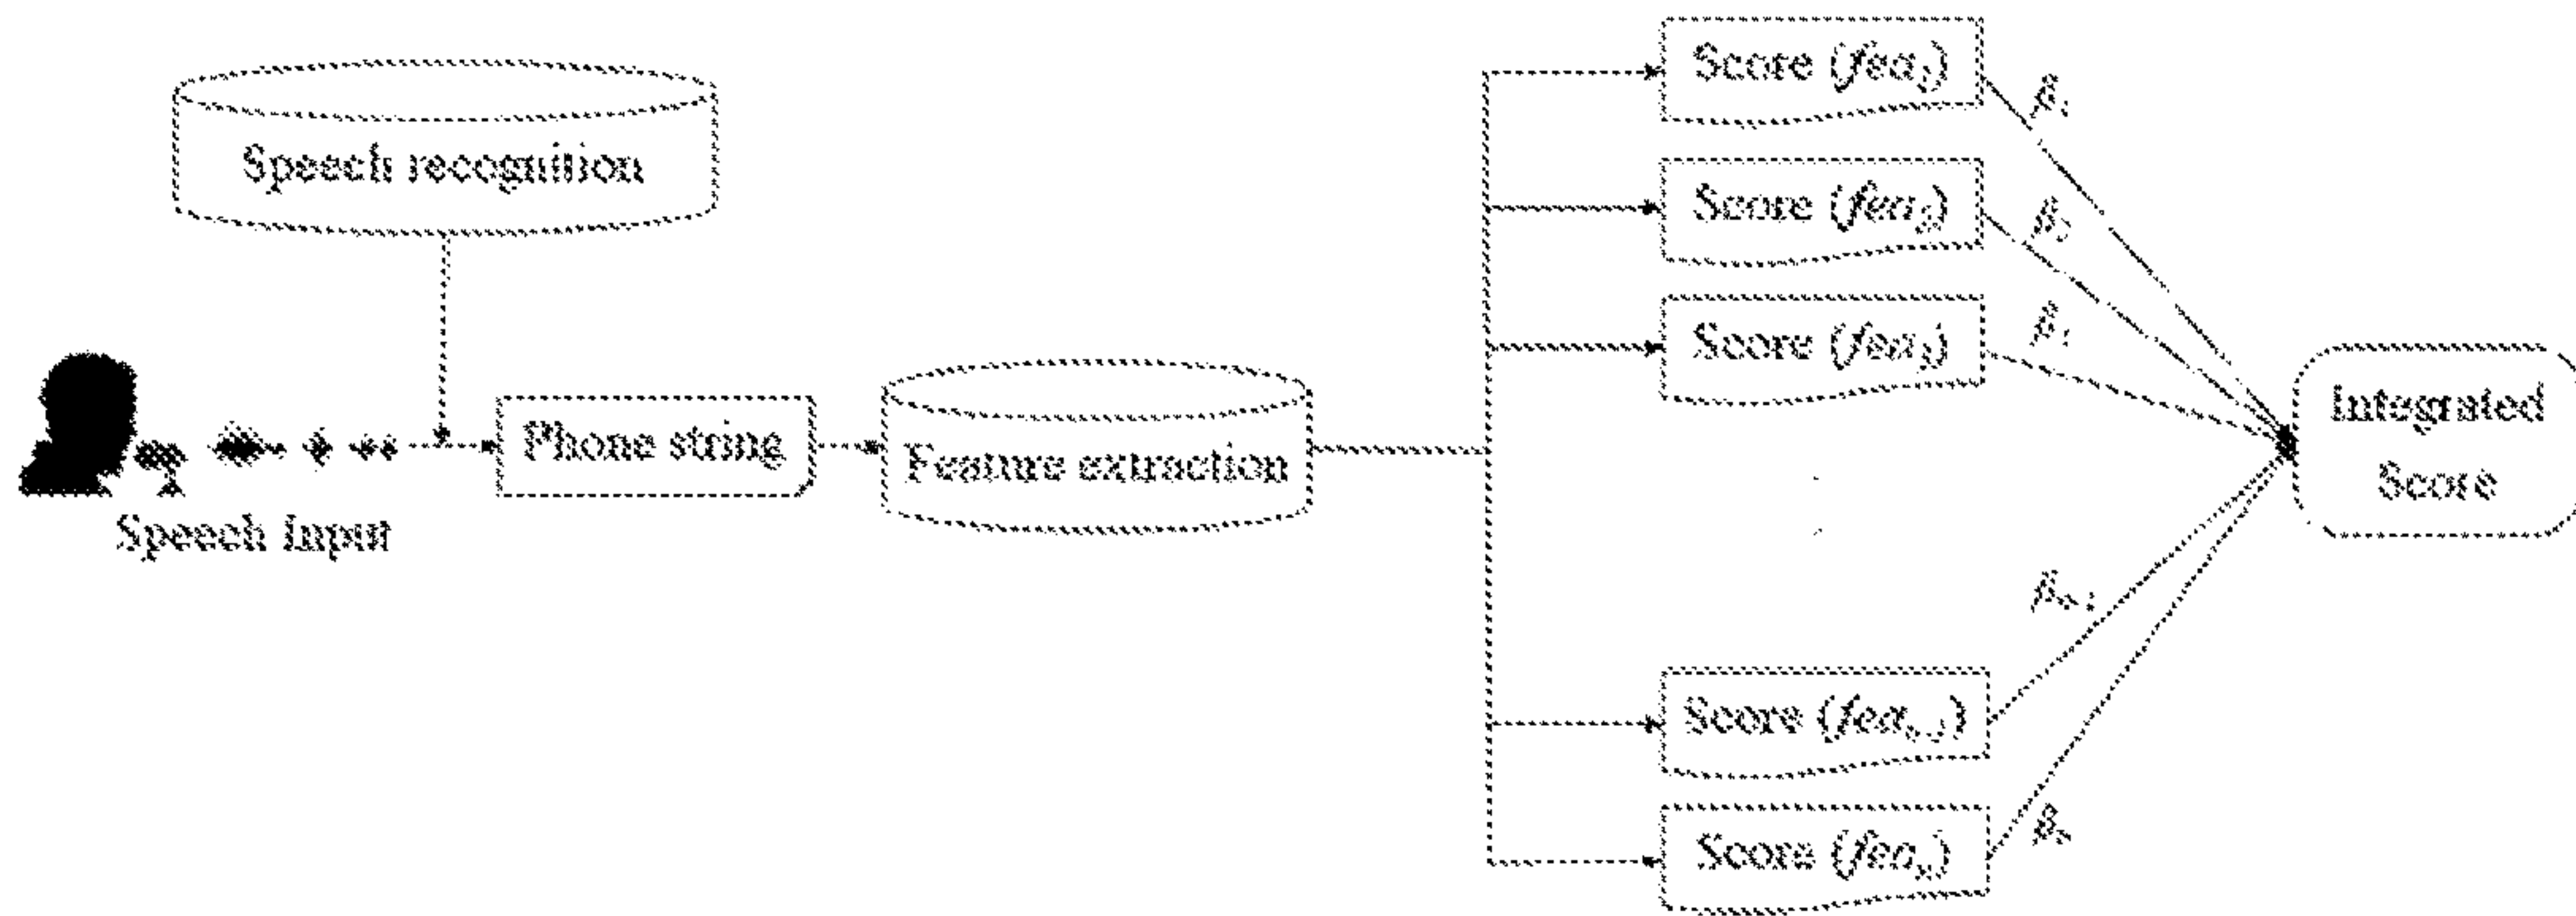 Speech recognition
Speech Input
Phone string
Feature extraction
Score (fea₁)
Score (fea₂)
Score (fea₃)
Score (feaₙ₋₁)
Score (feaₙ)
β₁
β₂
βₙ₋₁
βₙ
Integrated
Score